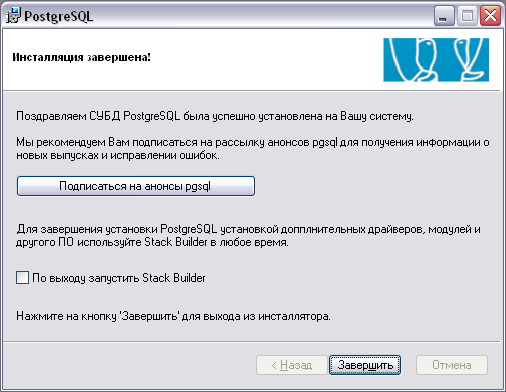 PostgreSQL
Инсталляция завершена!
Поздравляем СУБД PostgreSQL была успешно установлена на Вашу систему.
Мы рекомендуем Вам подписаться на рассылку анонсов pgsql для получения информации о
новых выпусках и исправлении ошибок.
Подписаться на анонсы pgsql
Для завершения установки PostgreSQL установкой допплнительных драйверов, модулей и
другого ПО используйте Stack Builder в любое время.
По выходу запустить Stack Builder
Нажмите на кнопку 'Завершить' для выхода из инсталлятора.
< Назад Завершить Отмена